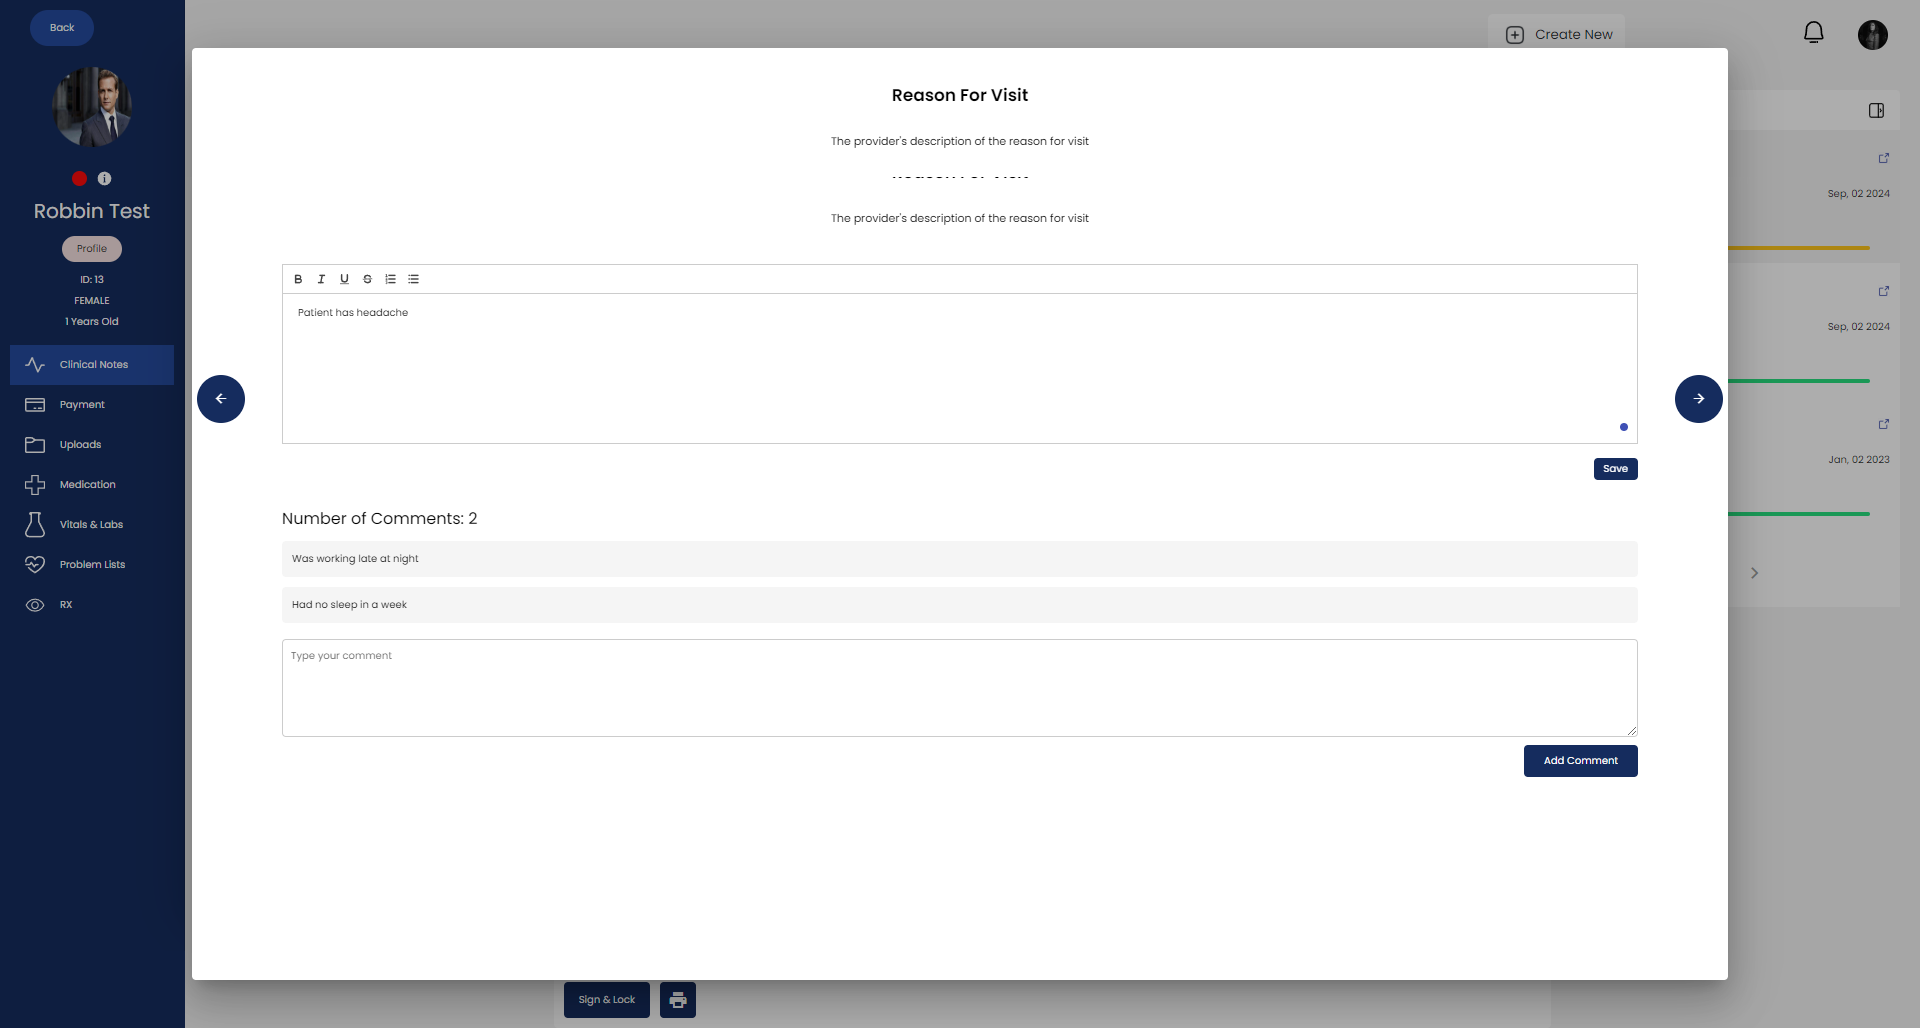 Back
Robbin Test
Profile
ID: 13
FEMALE
1 Years Old
Clinical Notes
Payment
Uploads
Medication
Vitals & Labs
Problem Lists
RX
Create New
Reason For Visit
The provider's description of the reason for visit
Reason For Visit
The provider's description of the reason for visit
B I U S
Patient has headache
Save
Number of Comments: 2
Was working late at night
Had no sleep in a week
Type your comment
Add Comment
Sep, 02 2024
Sep, 02 2024
Jan, 02 2023
Sign & Lock